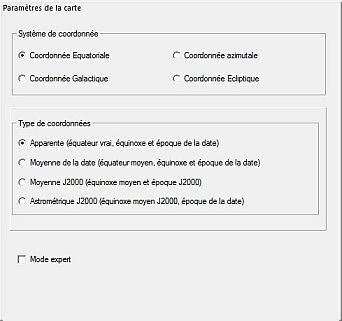 Paramètres de la carte
Système de coordonnée
Coordonnée Equatoriale
Coordonnée azimutale
Coordonnée Galactique
Coordonnée Ecliptique
Type de coordonnées
Apparente (équateur vrai, équinoxe et époque de la date)
Moyenne de la date (équateur moyen, équinoxe et époque de la date)
Moyenne J2000 (équinoxe moyen et époque J2000)
Astrométrique J2000 (équinoxe moyen J2000, époque de la date)
Mode expert